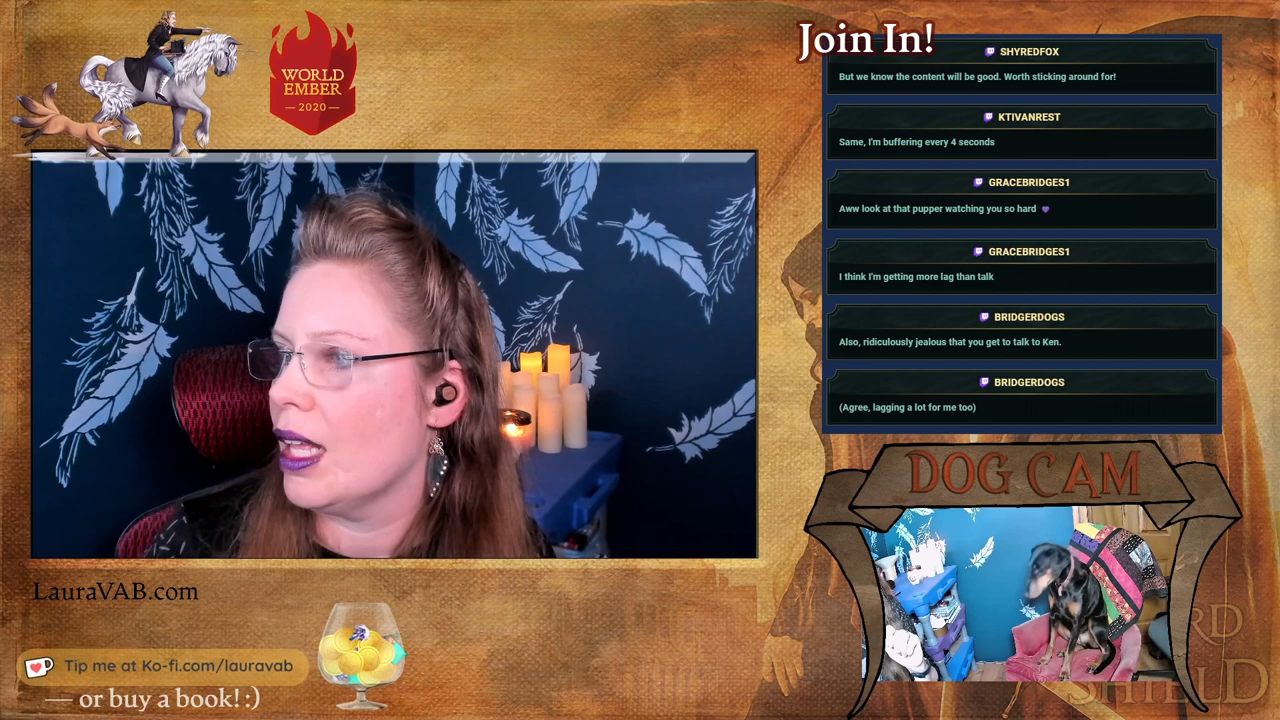 WORLD
EMBER
— 2020 —
Join In!
SHYREDFOX
But we know the content will be good. Worth sticking around for!
KTIVANREST
Same, I'm buffering every 4 seconds
GRACEBRIDGES1
Aww look at that pupper watching you so hard 💜
GRACEBRIDGES1
I think I'm getting more lag than talk
BRIDGERDOGS
Also, ridiculously jealous that you get to talk to Ken.
BRIDGERDOGS
(Agree, lagging a lot for me too)
DOG CAM
LauraVAB.com
Tip me at Ko-fi.com/lauravab
— or buy a book! :)
RD
SHIELD